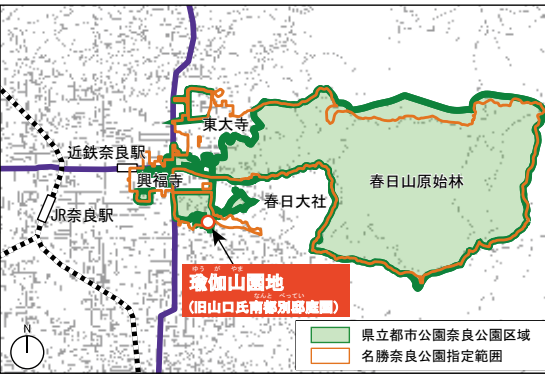 東大寺
近鉄奈良駅
興福寺
春日山原始林
春日大社
JR奈良駅
ゆうがやま
瑜伽山園地
なんとべってい
(旧山口氏南都別邸庭園)
N
県立都市公園奈良公園区域
名勝奈良公園指定範囲